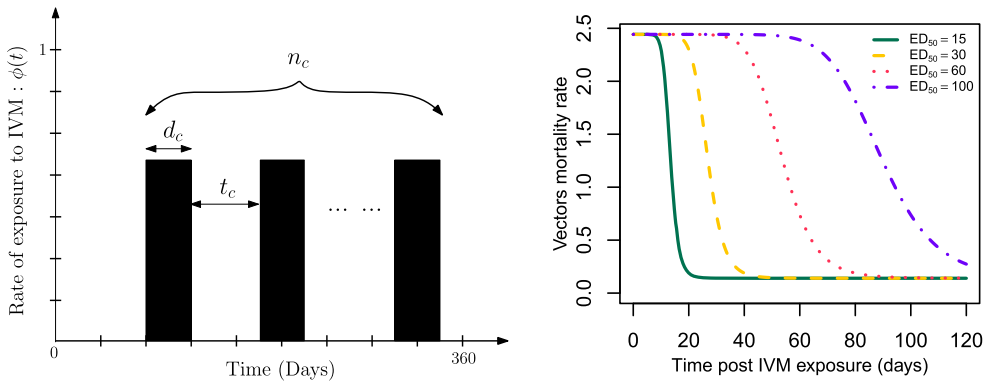 Rate of exposure to IVM : ϕ(t)
1
n_c
d_c
t_c
... ...
0
360
Time (Days)
Vectors mortality rate
2.5
2.0
1.5
1.0
0.5
0.0
ED50 = 15
ED50 = 30
ED50 = 60
ED50 = 100
0 20 40 60 80 100 120
Time post IVM exposure (days)